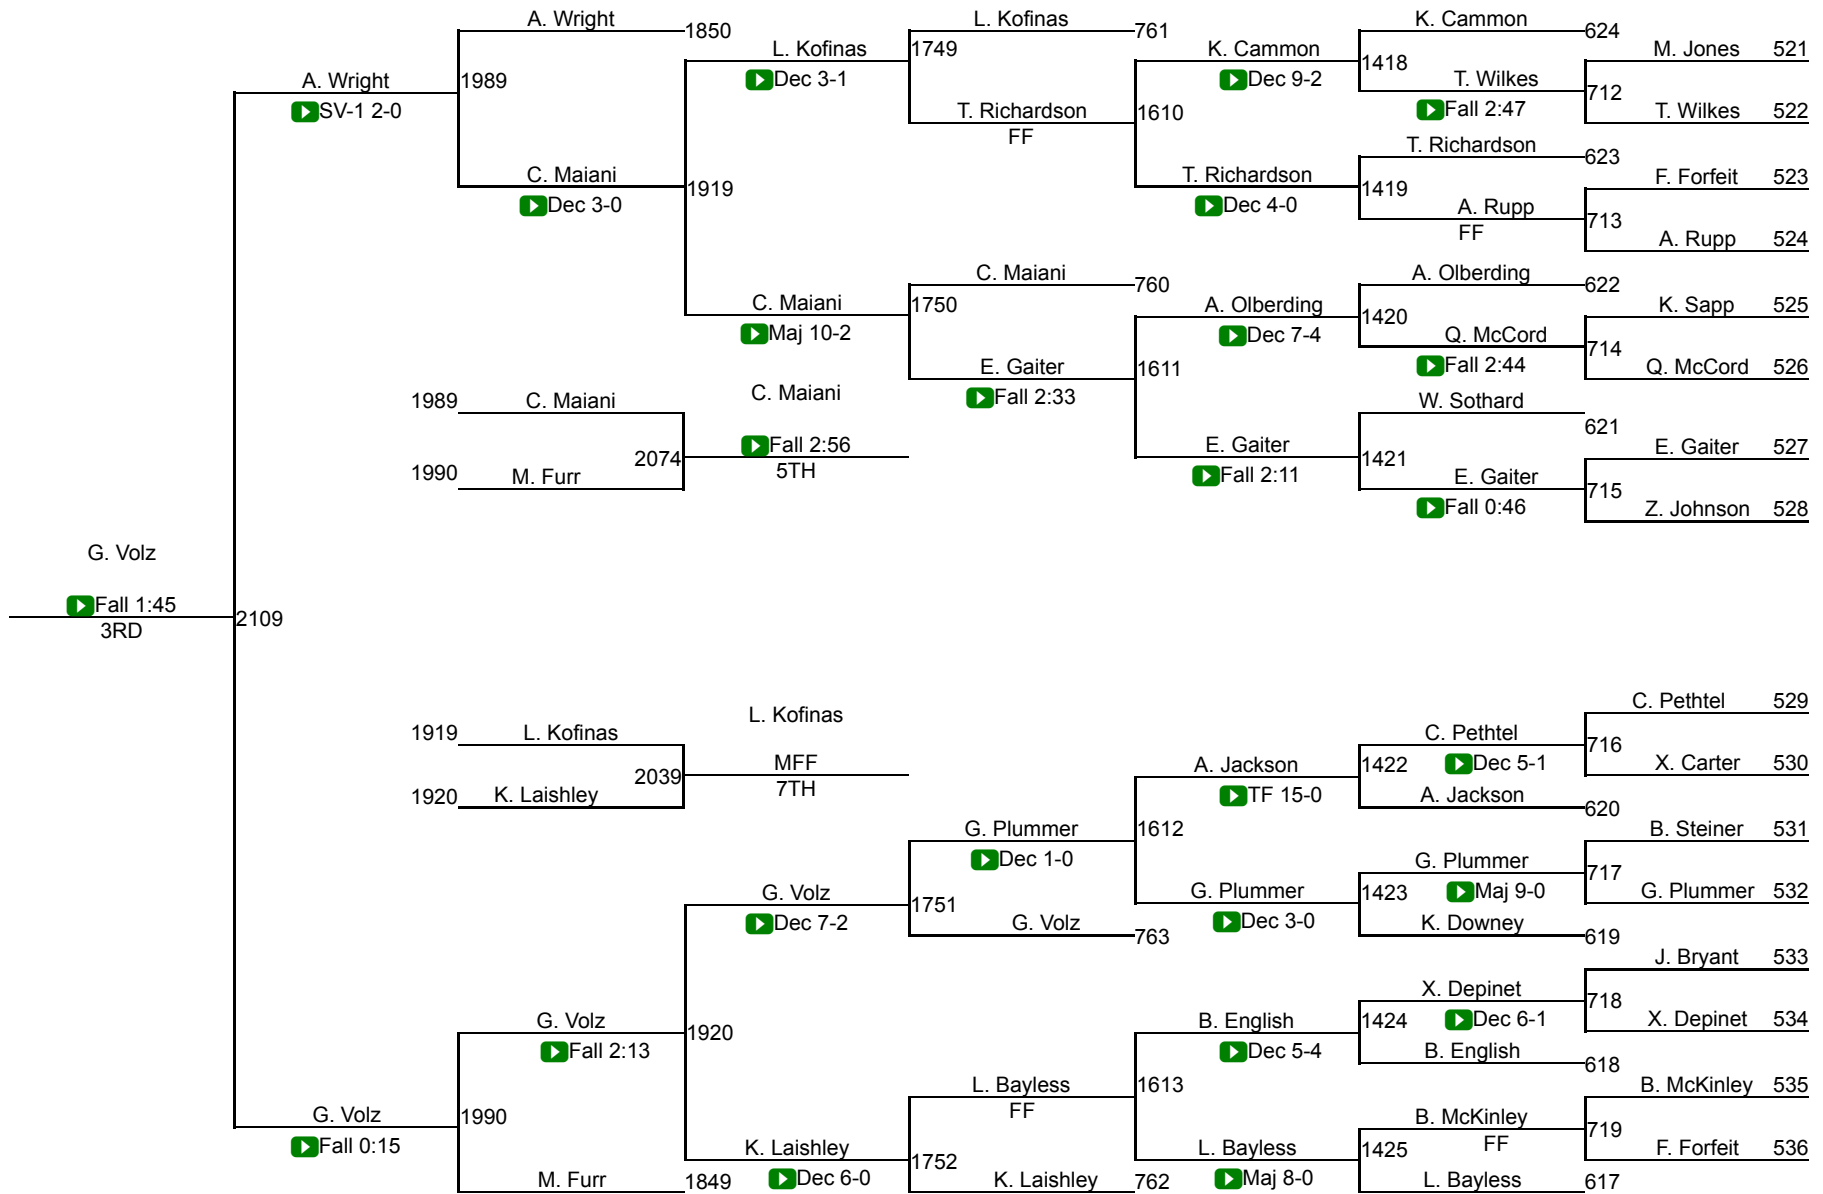 A. Wright
L. Kofinas
K. Cammon
1850
761
624
L. Kofinas
1749
K. Cammon
M. Jones 521
A. Wright
1989
Dec 3-1
Dec 9-2
1418
T. Wilkes
712
SV-1 2-0
T. Richardson
1610
Fall 2:47
T. Wilkes 522
FF
T. Richardson
623
C. Maiani
1919
T. Richardson
1419
F. Forfeit 523
Dec 3-0
Dec 4-0
A. Rupp
713
FF
A. Rupp 524
C. Maiani
760
A. Olberding
622
C. Maiani
1750
A. Olberding
1420
K. Sapp 525
Maj 10-2
Dec 7-4
Q. McCord
714
E. Gaiter
1611
Fall 2:44
Q. McCord 526
1989 C. Maiani
C. Maiani
Fall 2:33
W. Sothard
621
Fall 2:56
E. Gaiter
1421
E. Gaiter 527
2074
5TH
Fall 2:11
E. Gaiter
715
1990 M. Furr
Fall 0:46
Z. Johnson 528
G. Volz
Fall 1:45
3RD
2109
C. Pethtel 529
1919 L. Kofinas
L. Kofinas
C. Pethtel
716
2039
MFF
7TH
A. Jackson
1422
Dec 5-1
X. Carter 530
1920 K. Laishley
TF 15-0
A. Jackson
620
G. Plummer
1612
B. Steiner 531
Dec 1-0
G. Plummer
717
G. Volz
1751
G. Plummer
1423
Maj 9-0
G. Plummer 532
Dec 7-2
G. Volz
763
Dec 3-0
K. Downey
619
J. Bryant 533
X. Depinet
718
G. Volz
1920
B. English
1424
Dec 6-1
X. Depinet 534
Fall 2:13
Dec 5-4
B. English
618
L. Bayless
1613
B. McKinley 535
G. Volz
1990
FF
B. McKinley
719
Fall 0:15
K. Laishley
1752
L. Bayless
1425
FF
F. Forfeit 536
M. Furr
1849
Dec 6-0
K. Laishley
762
Maj 8-0
L. Bayless
617